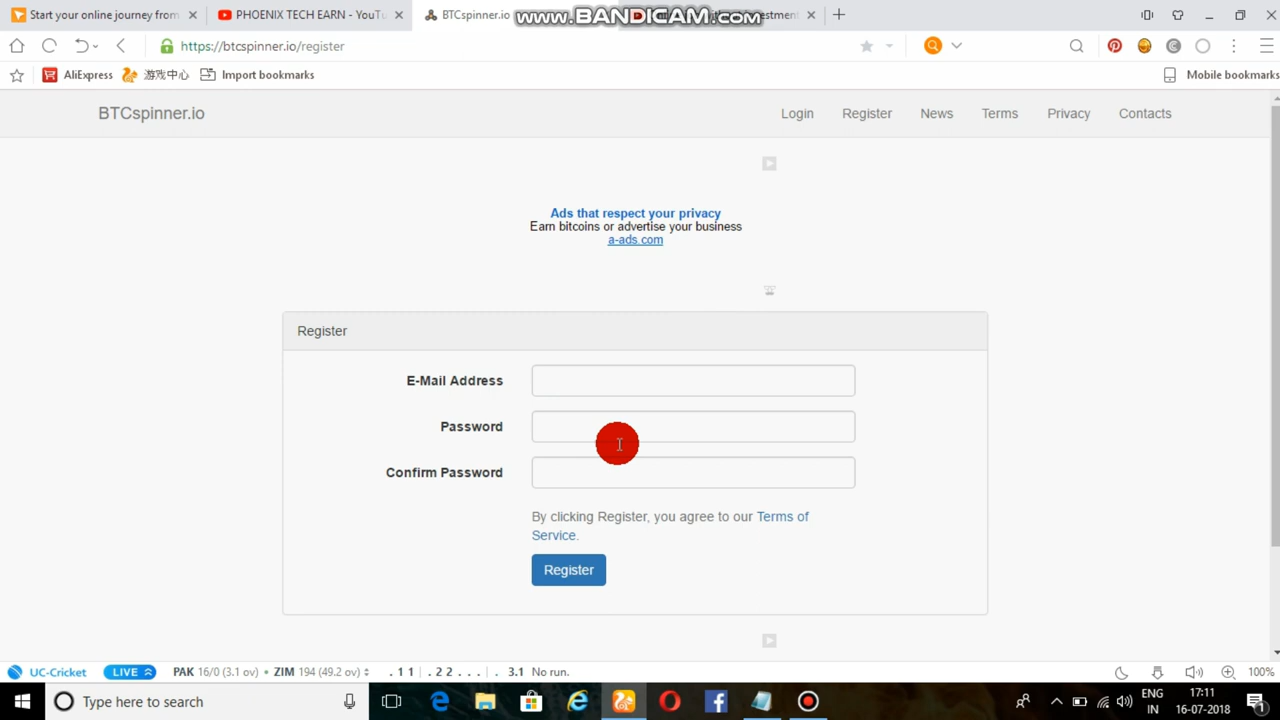 Start your online journey from
PHOENIX TECH EARN - YouTu
BTCspinner.io
www.BANDICAM.com
https://btcspinner.io/register
AliExpress
游戏中心
Import bookmarks
Mobile bookmarks
BTCspinner.io
Login
Register
News
Terms
Privacy
Contacts
Ads that respect your privacy
Earn bitcoins or advertise your business
a-ads.com
Register
E-Mail Address
Password
Confirm Password
By clicking Register, you agree to our Terms of
Service.
Register
UC-Cricket
LIVE
PAK 16/0 (3.1 ov) • ZIM 194 (49.2 ov)
. 1 1 | . 2 2 . . . | . 3.1 No run.
100%
Type here to search
ENG
IN
17:11
16-07-2018
1